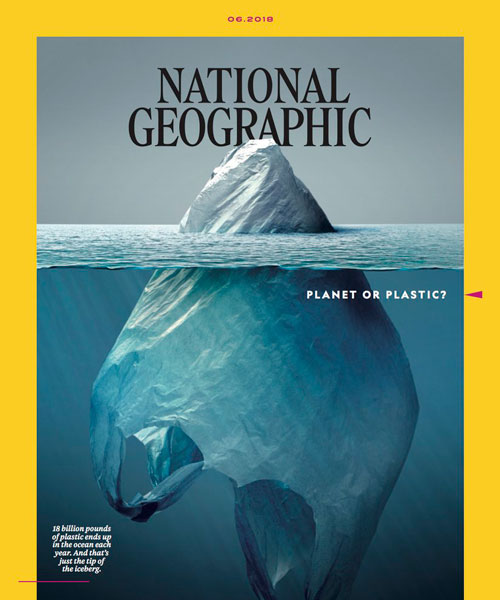 06.2018
NATIONAL
GEOGRAPHIC
PLANET OR PLASTIC?
18 billion pounds
of plastic ends up
in the ocean each
year. And that's
just the tip of
the iceberg.